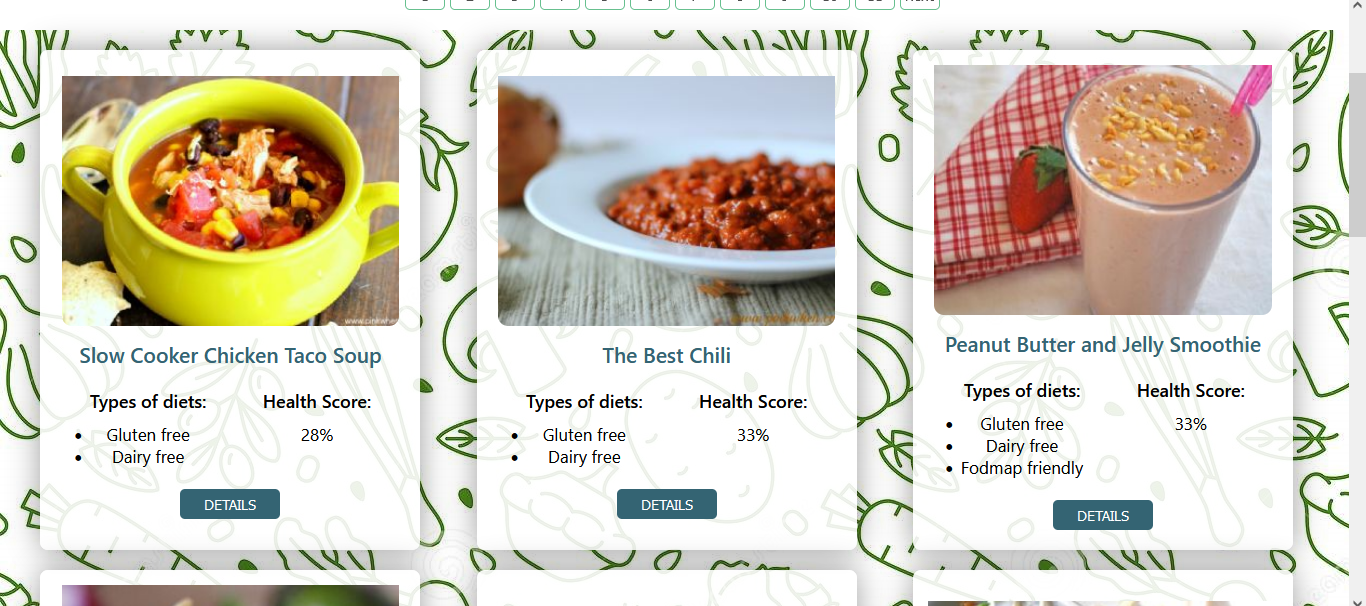 Slow Cooker Chicken Taco Soup
Types of diets: Health Score:
• Gluten free 28%
• Dairy free
DETAILS
The Best Chili
Types of diets: Health Score:
• Gluten free 33%
• Dairy free
DETAILS
Peanut Butter and Jelly Smoothie
Types of diets: Health Score:
• Gluten free 33%
• Dairy free
• Fodmap friendly
DETAILS